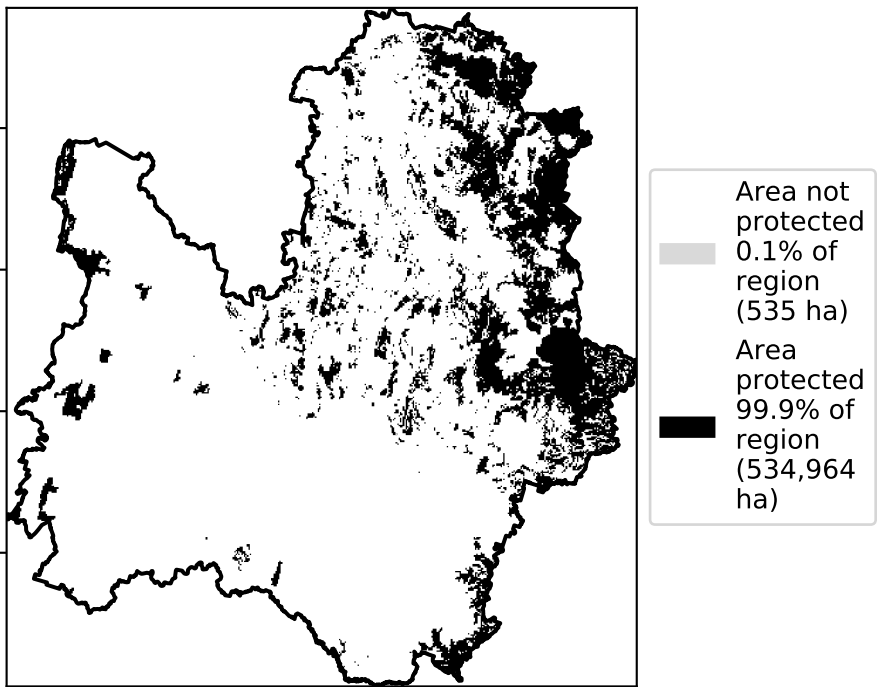 Area not
protected
0.1% of
region
(535 ha)
Area
protected
99.9% of
region
(534,964
ha)